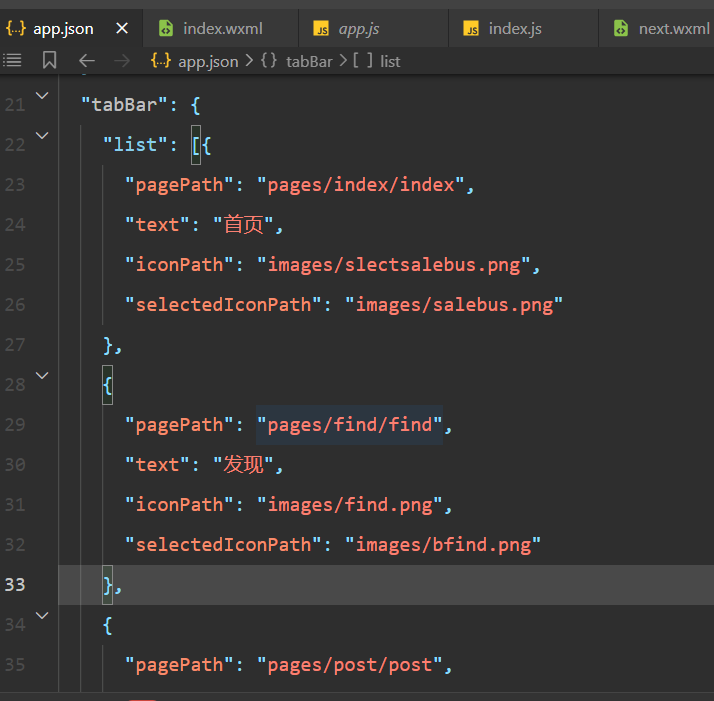 {..} app.json × index.wxml JS app.js JS index.js next.wxml
{..} app.json > {} tabBar > [ ] list
21 "tabBar": {
22 "list": [{
23 "pagePath": "pages/index/index",
24 "text": "首页",
25 "iconPath": "images/slectsalebus.png",
26 "selectedIconPath": "images/salebus.png"
27 },
28 {
29 "pagePath": "pages/find/find",
30 "text": "发现",
31 "iconPath": "images/find.png",
32 "selectedIconPath": "images/bfind.png"
33 },
34 {
35 "pagePath": "pages/post/post",